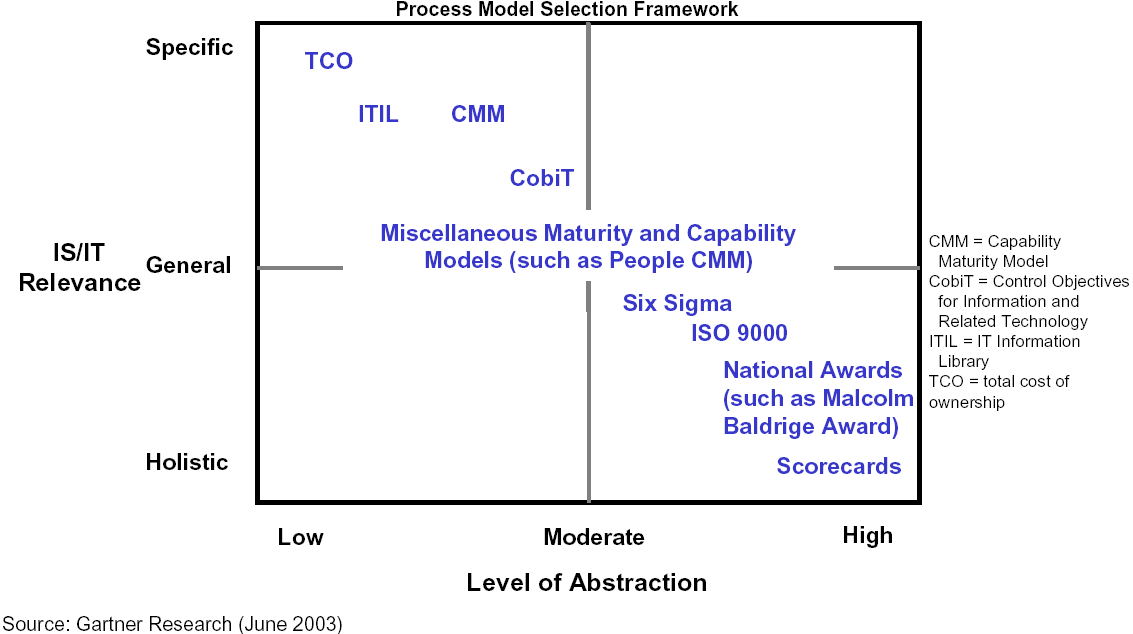 Process Model Selection Framework
Specific
TCO
ITIL
CMM
CobiT
Miscellaneous Maturity and Capability
Models (such as People CMM)
IS/IT
Relevance
General
Six Sigma
ISO 9000
National Awards
(such as Malcolm
Baldrige Award)
Scorecards
Holistic
CMM = Capability
Maturity Model
CobiT = Control Objectives
for Information and
Related Technology
ITIL = IT Information
Library
TCO = total cost of
ownership
Low
Moderate
High
Level of Abstraction
Source: Gartner Research (June 2003)